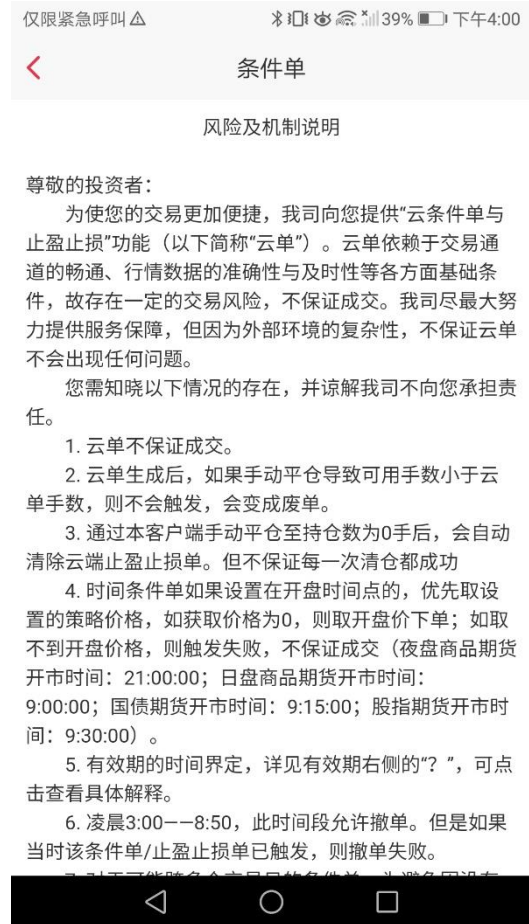 仅限紧急呼叫
39%
下午4:00
条件单
风险及机制说明
尊敬的投资者：
为使您的交易更加便捷，我司向您提供“云条件单与
止盈止损”功能（以下简称“云单”）。云单依赖于交易通
道的畅通、行情数据的准确性与及时性等各方面基础条
件，故存在一定的交易风险，不保证成交。我司尽最大努
力提供服务保障，但因为外部环境的复杂性，不保证云单
不会出现任何问题。
您需知晓以下情况的存在，并谅解我司不向您承担责
任。
1. 云单不保证成交。
2. 云单生成后，如果手动平仓导致可用手数小于云
单手数，则不会触发，会变成废单。
3. 通过本客户端手动平仓至持仓数为0手后，会自动
清除云端止盈止损单。但不保证每一次清仓都成功
4. 时间条件单如果设置在开盘时间点的，优先取设
置的策略价格，如获取价格为0，则取开盘价下单；如取
不到开盘价格，则触发失败，不保证成交（夜盘商品期货
开市时间：21:00:00；日盘商品期货开市时间：
9:00:00；国债期货开市时间：9:15:00；股指期货开市时
间：9:30:00）。
5. 有效期的时间界定，详见有效期右侧的“？”，可点
击查看具体解释。
6. 凌晨3:00——8:50，此时间段允许撤单。但是如果
当时该条件单/止盈止损单已触发，则撤单失败。